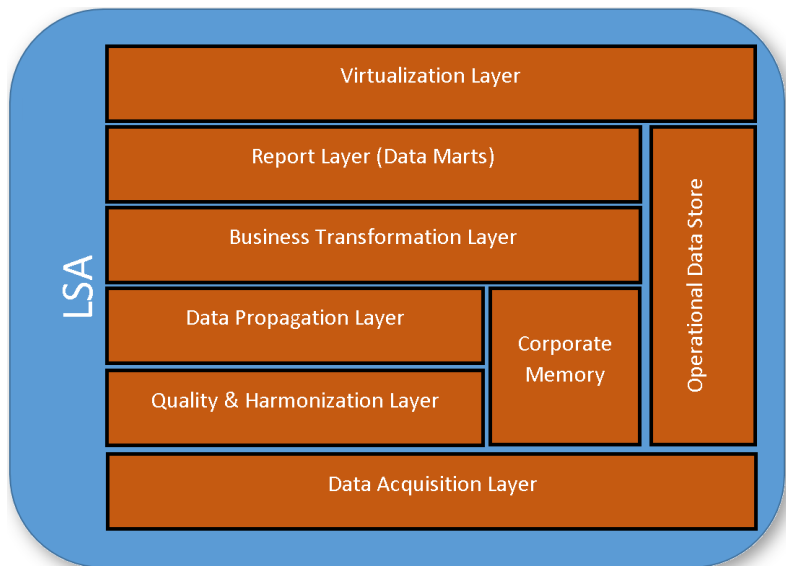 LSA
Virtualization Layer
Report Layer (Data Marts)
Business Transformation Layer
Data Propagation Layer
Quality & Harmonization Layer
Corporate
Memory
Operational Data Store
Data Acquisition Layer